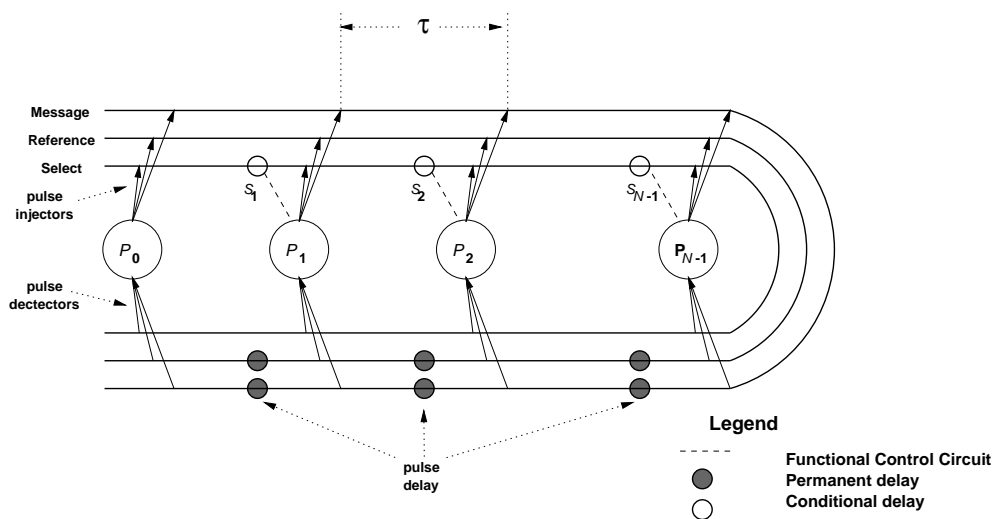 τ
Message
Reference
Select
pulse
injectors
S1
S2
SN-1
P0
P1
P2
PN-1
pulse
dectectors
pulse
delay
Legend
Functional Control Circuit
Permanent delay
Conditional delay